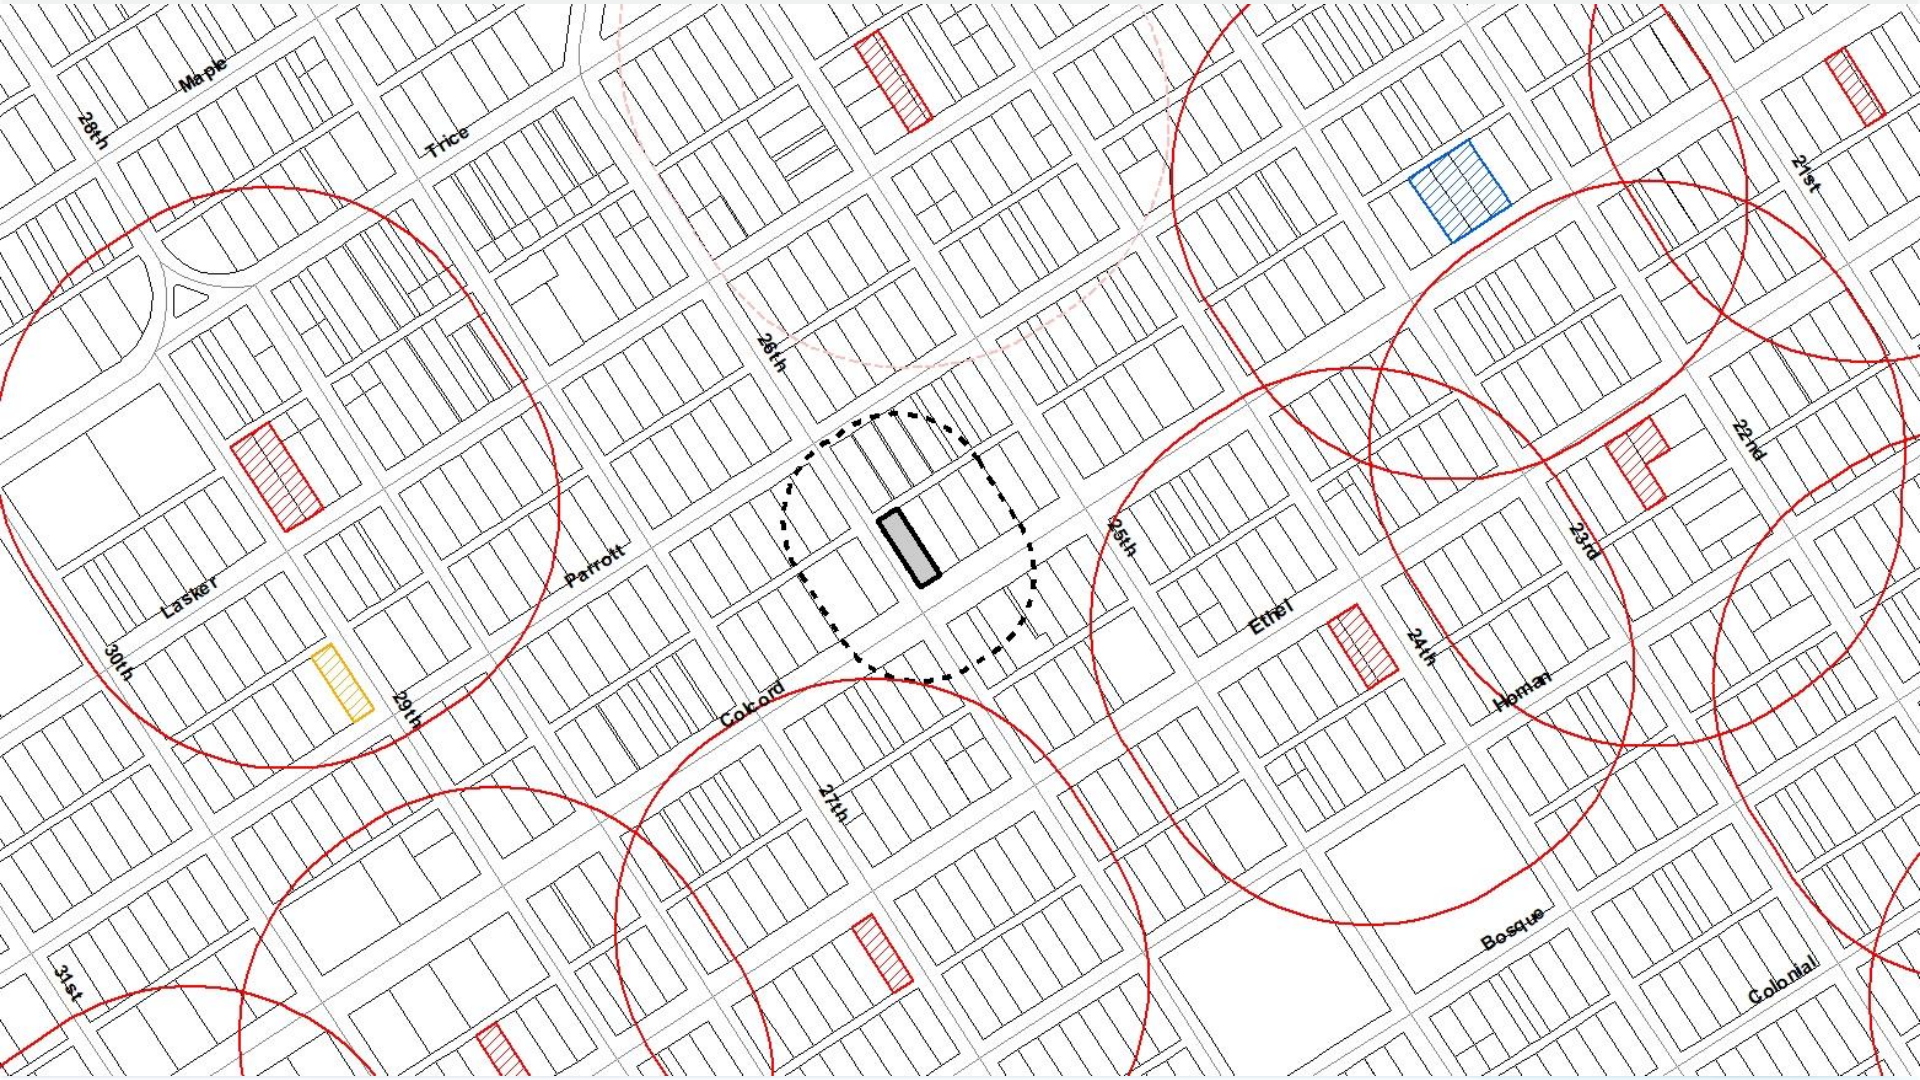 Maple
28th
Trice
21st
26th
22nd
Parrott
25th
23rd
Lasker
Ethel
24th
30th
29th
Colcord
Homan
27th
Bosque
31st
Colonial